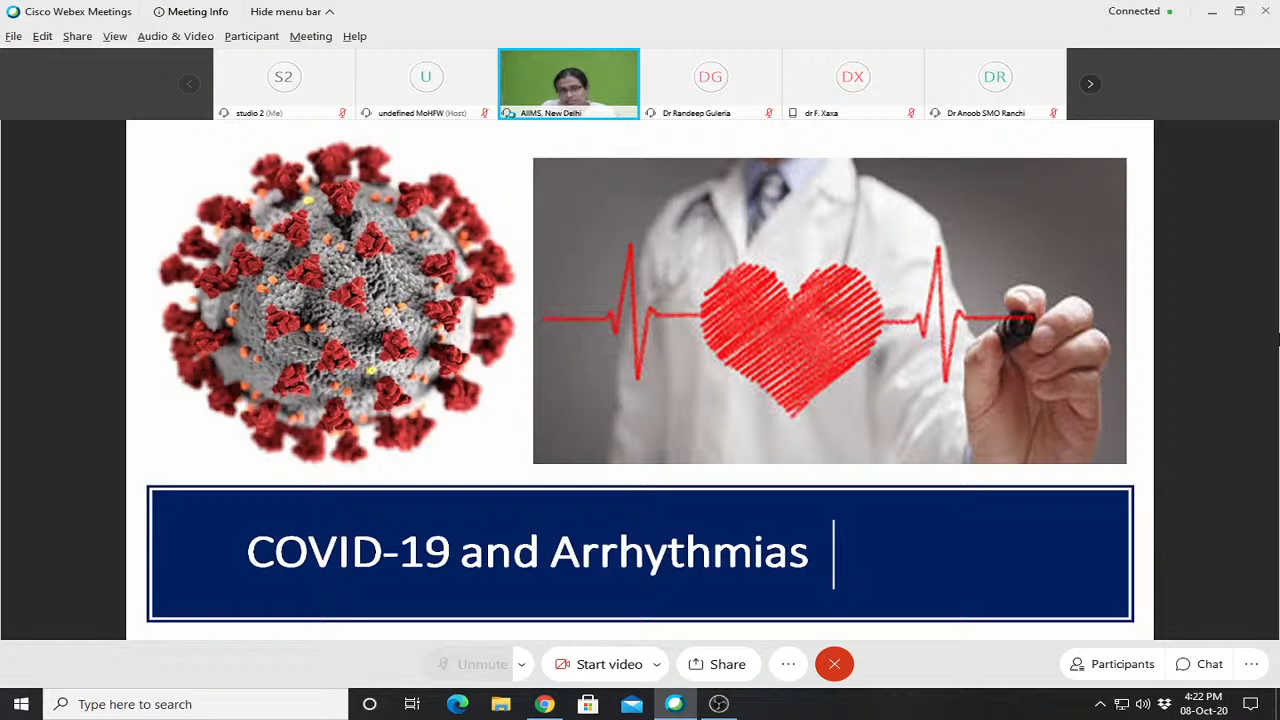 Cisco Webex Meetings Meeting Info Hide menu bar Connected
File Edit Share View Audio & Video Participant Meeting Help
S2 U DG DX DR
studio 2 (Me) undefined MoHFW (Host) AIIMS, New Delhi Dr Randeep Guleria dr F. Xaxa Dr Anoob SMO Ranchi
COVID-19 and Arrhythmias
Unmute Start video Share Participants Chat
Type here to search
4:22 PM
08-Oct-20